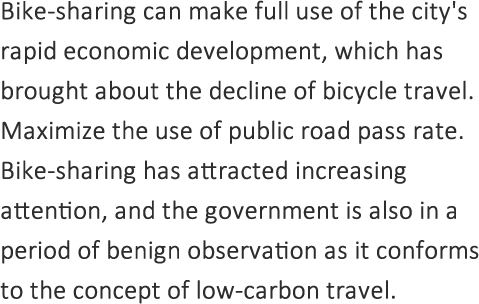 Bike-sharing can make full use of the city's
rapid economic development, which has
brought about the decline of bicycle travel.
Maximize the use of public road pass rate.
Bike-sharing has attracted increasing
attention, and the government is also in a
period of benign observation as it conforms
to the concept of low-carbon travel.